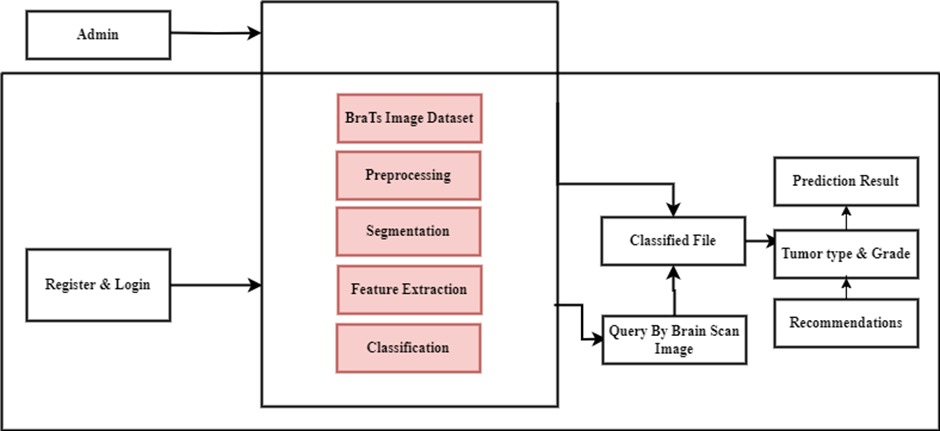 Admin
BraTs Image Dataset
Preprocessing
Segmentation
Feature Extraction
Classification
Register & Login
Classified File
Query By Brain Scan
Image
Prediction Result
Tumor type & Grade
Recommendations